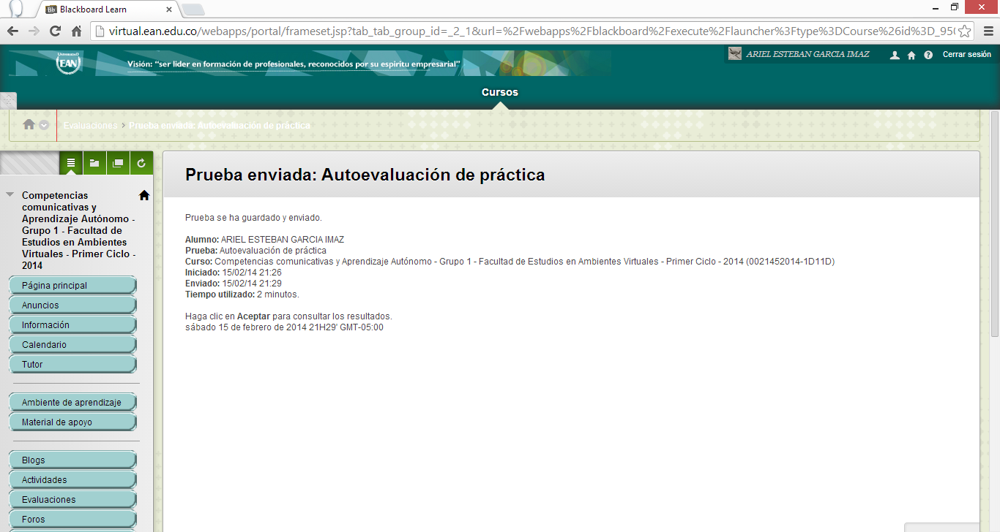 Blackboard Learn
virtual.ean.edu.co/webapps/portal/frameset.jsp?tab_tab_group_id=_2_1&url=%2Fwebapps%2Fblackboard%2Fexecute%2Flauncher%3Ftype%3DCourse%26id%3D_950
UNIVERSIDAD
EAN
Visión: "ser lider en formación de profesionales, reconocidos por su espiritu empresarial"
ARIEL ESTEBAN GARCIA IMAZ
Cerrar sesión
Cursos
Evaluaciones > Prueba enviada: Autoevaluación de práctica
Prueba enviada: Autoevaluación de práctica
Competencias
comunicativas y
Aprendizaje Autónomo -
Grupo 1 - Facultad de
Estudios en Ambientes
Virtuales - Primer Ciclo -
2014
Página principal
Anuncios
Información
Calendario
Tutor
Ambiente de aprendizaje
Material de apoyo
Blogs
Actividades
Evaluaciones
Foros
Prueba se ha guardado y enviado.
Alumno: ARIEL ESTEBAN GARCIA IMAZ
Prueba: Autoevaluación de práctica
Curso: Competencias comunicativas y Aprendizaje Autónomo - Grupo 1 - Facultad de Estudios en Ambientes Virtuales - Primer Ciclo - 2014 (0021452014-1D11D)
Iniciado: 15/02/14 21:26
Enviado: 15/02/14 21:29
Tiempo utilizado: 2 minutos.
Haga clic en Aceptar para consultar los resultados.
sábado 15 de febrero de 2014 21H29' GMT-05:00